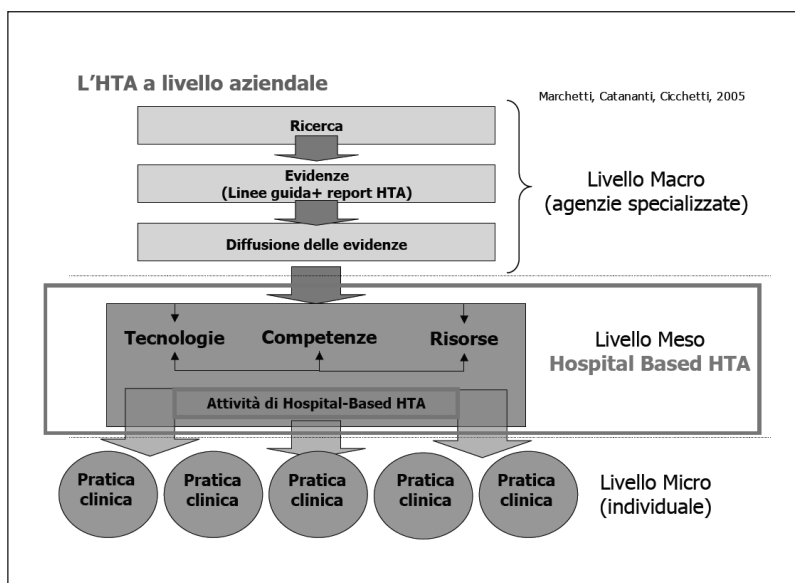 L'HTA a livello aziendale
Marchetti, Catananti, Cicchetti, 2005
Ricerca
Evidenze
(Linee guida+ report HTA)
Diffusione delle evidenze
Livello Macro
(agenzie specializzate)
Tecnologie
Competenze
Risorse
Attività di Hospital-Based HTA
Livello Meso
Hospital Based HTA
Pratica
clinica
Pratica
clinica
Pratica
clinica
Pratica
clinica
Pratica
clinica
Livello Micro
(individuale)